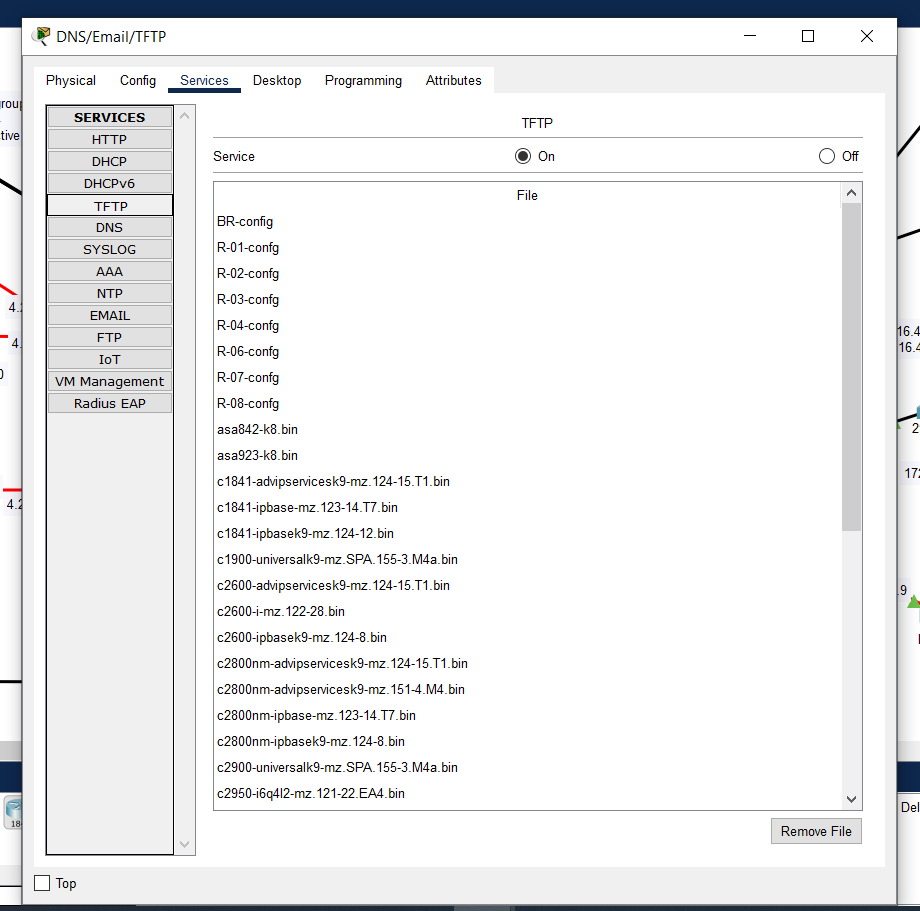 DNS/Email/TFTP
Physical Config Services Desktop Programming Attributes
SERVICES
HTTP
DHCP
DHCPv6
TFTP
DNS
SYSLOG
AAA
NTP
EMAIL
FTP
IoT
VM Management
Radius EAP
TFTP
Service On Off
File
BR-config
R-01-confg
R-02-confg
R-03-confg
R-04-confg
R-06-confg
R-07-confg
R-08-confg
asa842-k8.bin
asa923-k8.bin
c1841-advipservicesk9-mz.124-15.T1.bin
c1841-ipbase-mz.123-14.T7.bin
c1841-ipbasek9-mz.124-12.bin
c1900-universalk9-mz.SPA.155-3.M4a.bin
c2600-advipservicesk9-mz.124-15.T1.bin
c2600-i-mz.122-28.bin
c2600-ipbasek9-mz.124-8.bin
c2800nm-advipservicesk9-mz.124-15.T1.bin
c2800nm-advipservicesk9-mz.151-4.M4.bin
c2800nm-ipbase-mz.123-14.T7.bin
c2800nm-ipbasek9-mz.124-8.bin
c2900-universalk9-mz.SPA.155-3.M4a.bin
c2950-i6q4l2-mz.121-22.EA4.bin
Remove File
Top